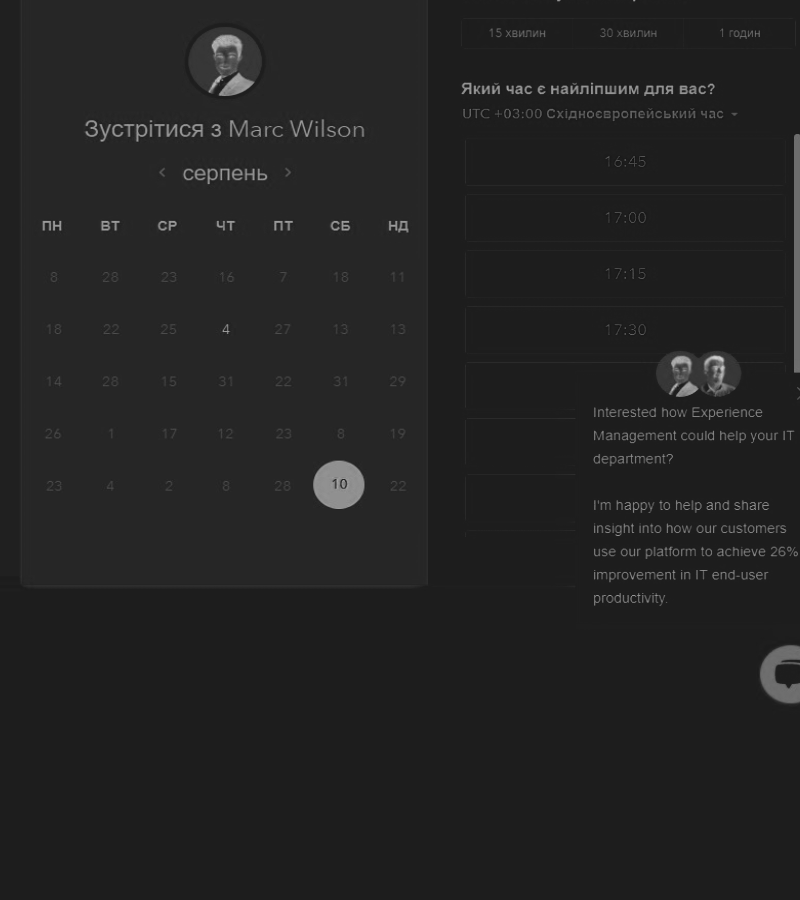 Зустрітися з Marc Wilson
серпень
ПН ВТ СР ЧТ ПТ СБ НД
8 28 23 16 7 18 11
18 22 25 4 27 13 13
14 28 15 31 22 31 29
26 1 17 12 23 8 19
23 4 2 8 28 10 22
15 хвилин 30 хвилин 1 годин
Який час є найліпшим для вас?
UTC +03:00 Східноєвропейський час
16:45
17:00
17:15
17:30
Interested how Experience
Management could help your IT
department?
I'm happy to help and share
insight into how our customers
use our platform to achieve 26%
improvement in IT end-user
productivity.